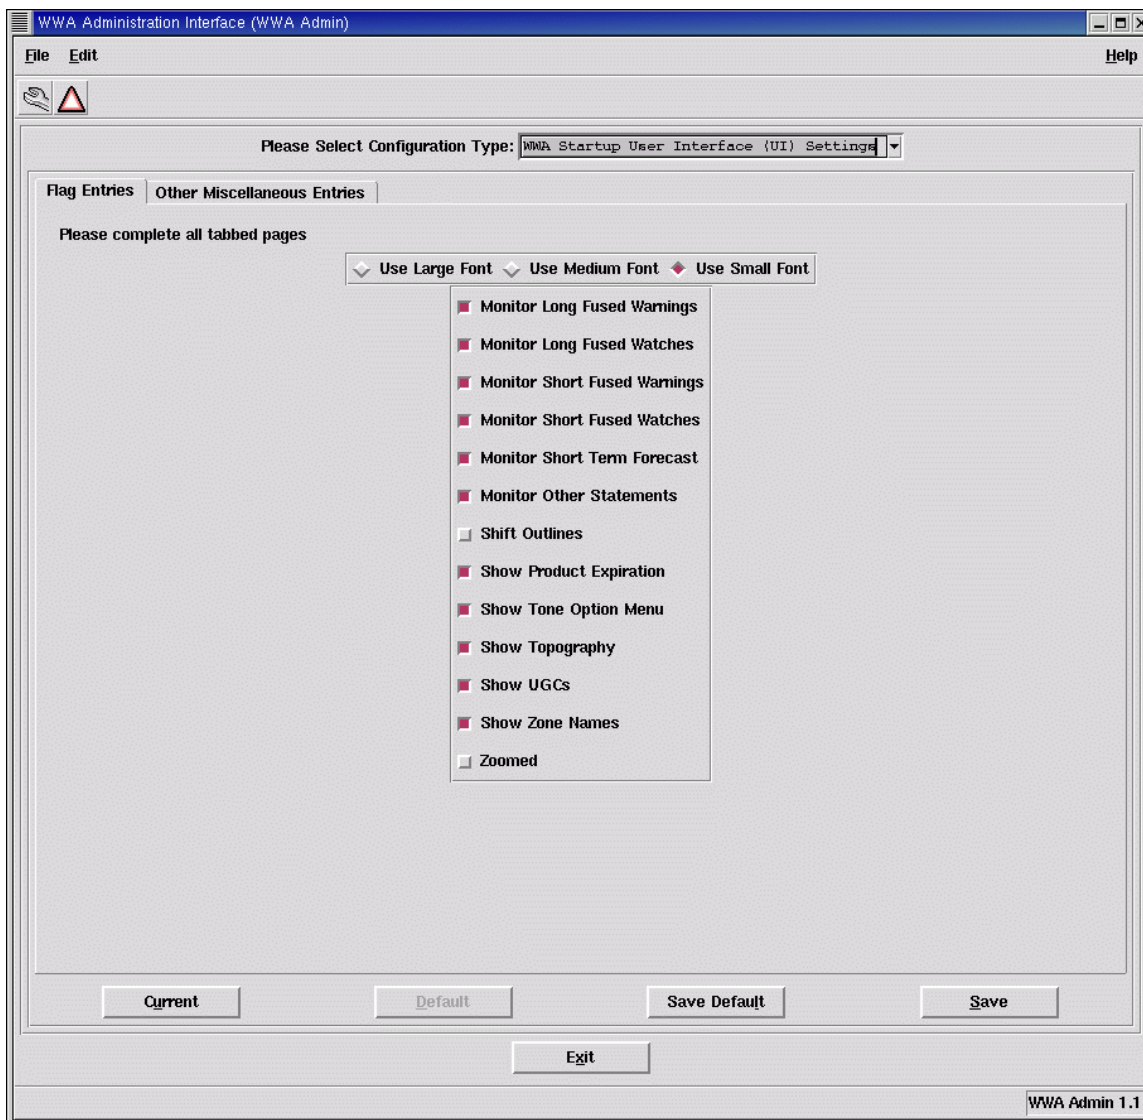 WWA Administration Interface (WWA Admin)
File Edit Help
Please Select Configuration Type: WWA Startup User Interface (UI) Settings
Flag Entries Other Miscellaneous Entries
Please complete all tabbed pages
Use Large Font Use Medium Font Use Small Font
Monitor Long Fused Warnings
Monitor Long Fused Watches
Monitor Short Fused Warnings
Monitor Short Fused Watches
Monitor Short Term Forecast
Monitor Other Statements
Shift Outlines
Show Product Expiration
Show Tone Option Menu
Show Topography
Show UGCs
Show Zone Names
Zoomed
Current Default Save Default Save
Exit
WWA Admin 1.1